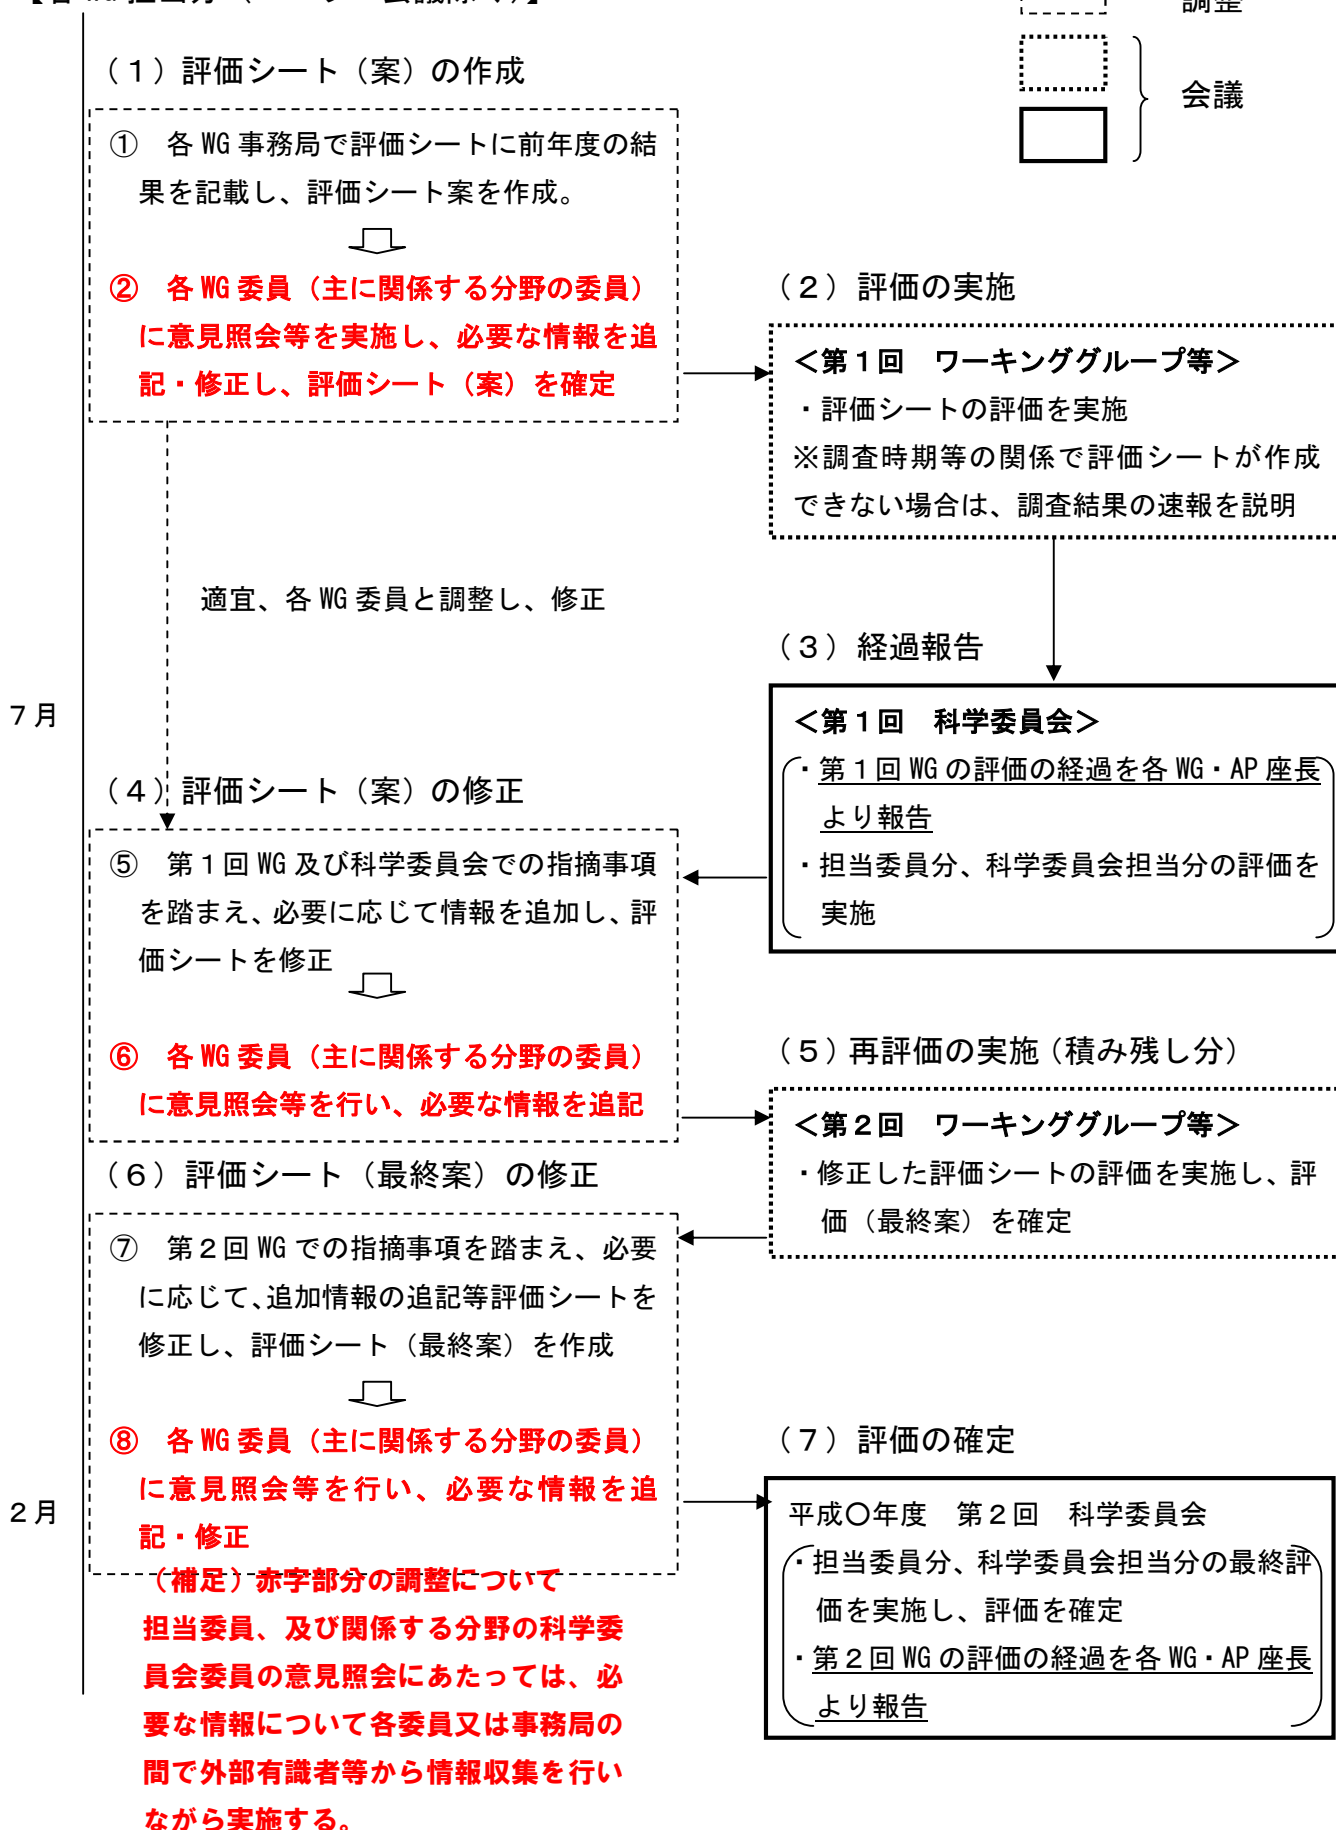 調整
会議
(1)評価シート(案)の作成
① 各WG事務局で評価シートに前年度の結
果を記載し、評価シート案を作成。
② 各WG委員(主に関係する分野の委員)
に意見照会等を実施し、必要な情報を追
記・修正し、評価シート(案)を確定
(2)評価の実施
<第1回 ワーキンググループ等>
・評価シートの評価を実施
※調査時期等の関係で評価シートが作成
できない場合は、調査結果の速報を説明
適宜、各WG委員と調整し、修正
(3)経過報告
7月
<第1回 科学委員会>
・第1回WGの評価の経過を各WG・AP座長
より報告
・担当委員分、科学委員会担当分の評価を
実施
(4)評価シート(案)の修正
⑤ 第1回WG及び科学委員会での指摘事項
を踏まえ、必要に応じて情報を追加し、評
価シートを修正
⑥ 各WG委員(主に関係する分野の委員)
に意見照会等を行い、必要な情報を追記
(5)再評価の実施(積み残し分)
<第2回 ワーキンググループ等>
・修正した評価シートの評価を実施し、評
価(最終案)を確定
(6)評価シート(最終案)の修正
⑦ 第2回WGでの指摘事項を踏まえ、必要
に応じて、追加情報の追記等評価シートを
修正し、評価シート(最終案)を作成
⑧ 各WG委員(主に関係する分野の委員)
に意見照会等を行い、必要な情報を追
記・修正
2月
(7)評価の確定
平成〇年度 第2回 科学委員会
・担当委員分、科学委員会担当分の最終評
価を実施し、評価を確定
・第2回WGの評価の経過を各WG・AP座長
より報告
(補足)赤字部分の調整について
担当委員、及び関係する分野の科学委
員会委員の意見照会にあたっては、必
要な情報について各委員又は事務局の
間で外部有識者等から情報収集を行い
ながら実施する。